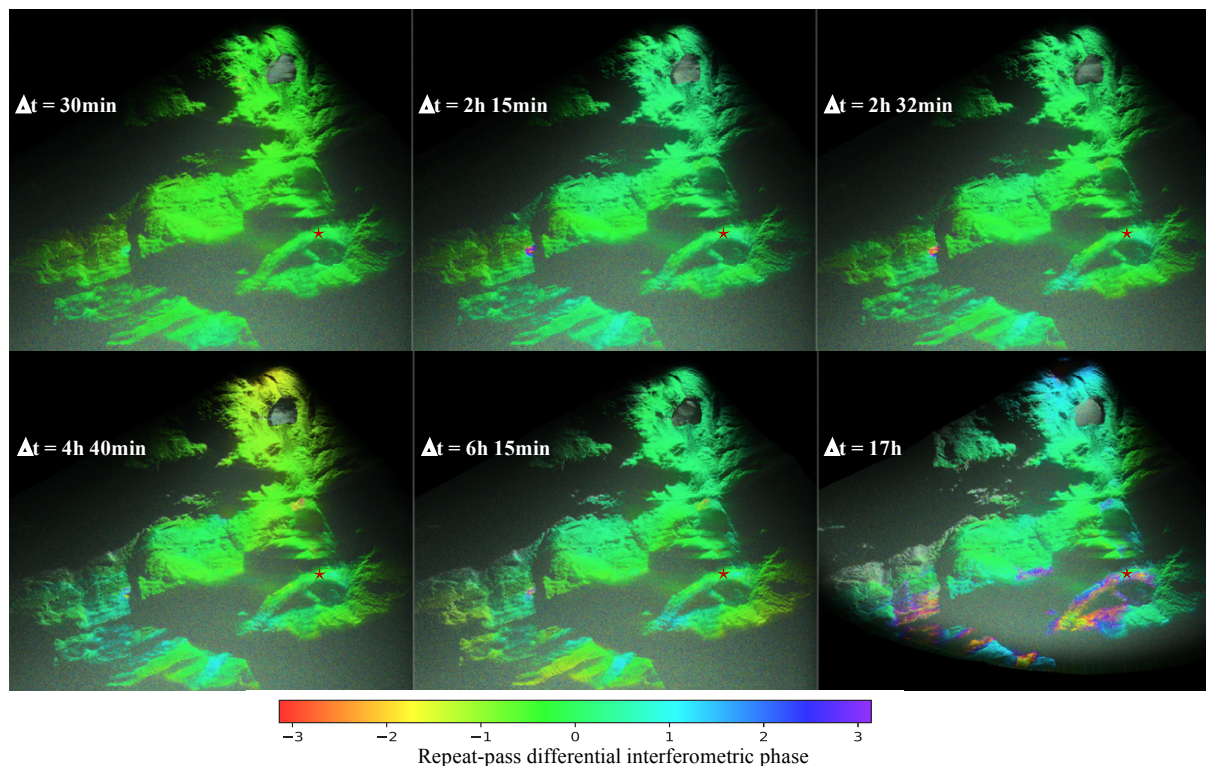 Δt = 30min
Δt = 2h 15min
Δt = 2h 32min
Δt = 4h 40min
Δt = 6h 15min
Δt = 17h
−3 −2 −1 0 1 2 3
Repeat-pass differential interferometric phase